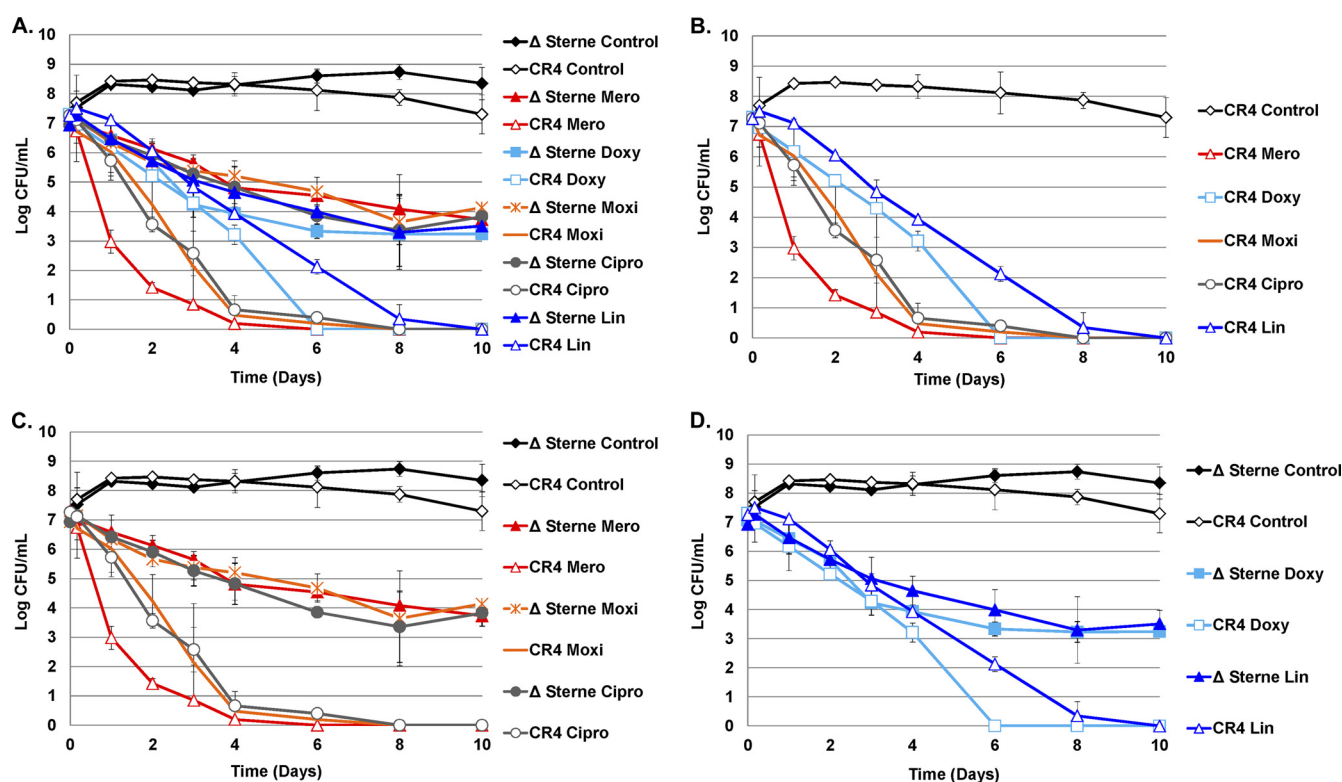 A.
Log CFU/mL
10
9
8
7
6
5
4
3
2
1
0
0 2 4 6 8 10
Time (Days)
Δ Sterne Control
CR4 Control
Δ Sterne Mero
CR4 Mero
Δ Sterne Doxy
CR4 Doxy
Δ Sterne Moxi
CR4 Moxi
Δ Sterne Cipro
CR4 Cipro
Δ Sterne Lin
CR4 Lin
B.
Log CFU/mL
10
9
8
7
6
5
4
3
2
1
0
0 2 4 6 8 10
Time (Days)
CR4 Control
CR4 Mero
CR4 Doxy
CR4 Moxi
CR4 Cipro
CR4 Lin
C.
Log CFU/mL
10
9
8
7
6
5
4
3
2
1
0
0 2 4 6 8 10
Time (Days)
Δ Sterne Control
CR4 Control
Δ Sterne Mero
CR4 Mero
Δ Sterne Moxi
CR4 Moxi
Δ Sterne Cipro
CR4 Cipro
D.
Log CFU/mL
10
9
8
7
6
5
4
3
2
1
0
0 2 4 6 8 10
Time (Days)
Δ Sterne Control
CR4 Control
Δ Sterne Doxy
CR4 Doxy
Δ Sterne Lin
CR4 Lin